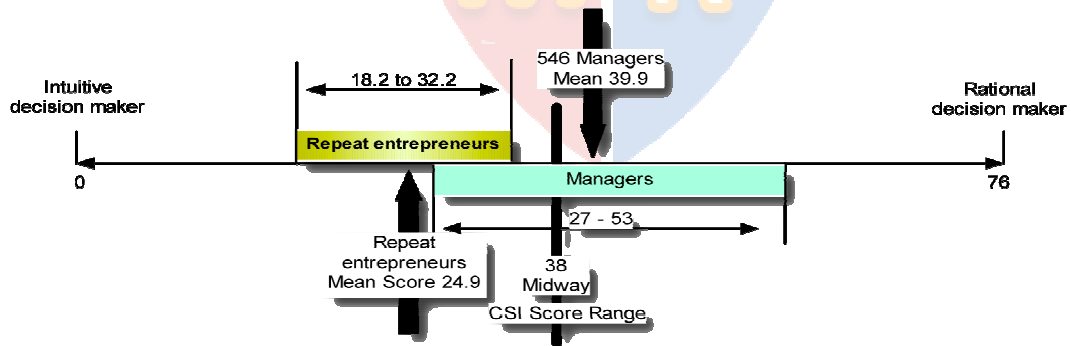 546 Managers
Mean 39.9
18.2 to 32.2
Intuitive
decision maker
Rational
decision maker
Repeat entrepreneurs
0
76
Managers
27 - 53
Repeat
entrepreneurs
Mean Score 24.9
38
Midway
CSI Score Range